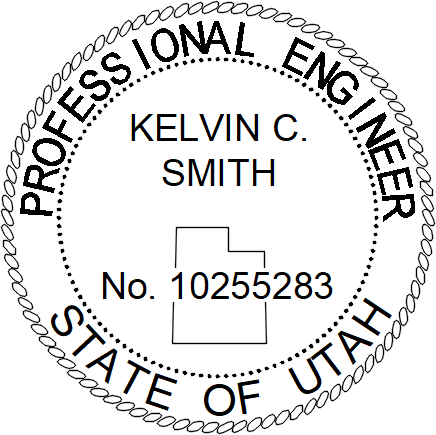 PROFESSIONAL ENGINEER
KELVIN C.
SMITH
No. 10255283
STATE OF UTAH